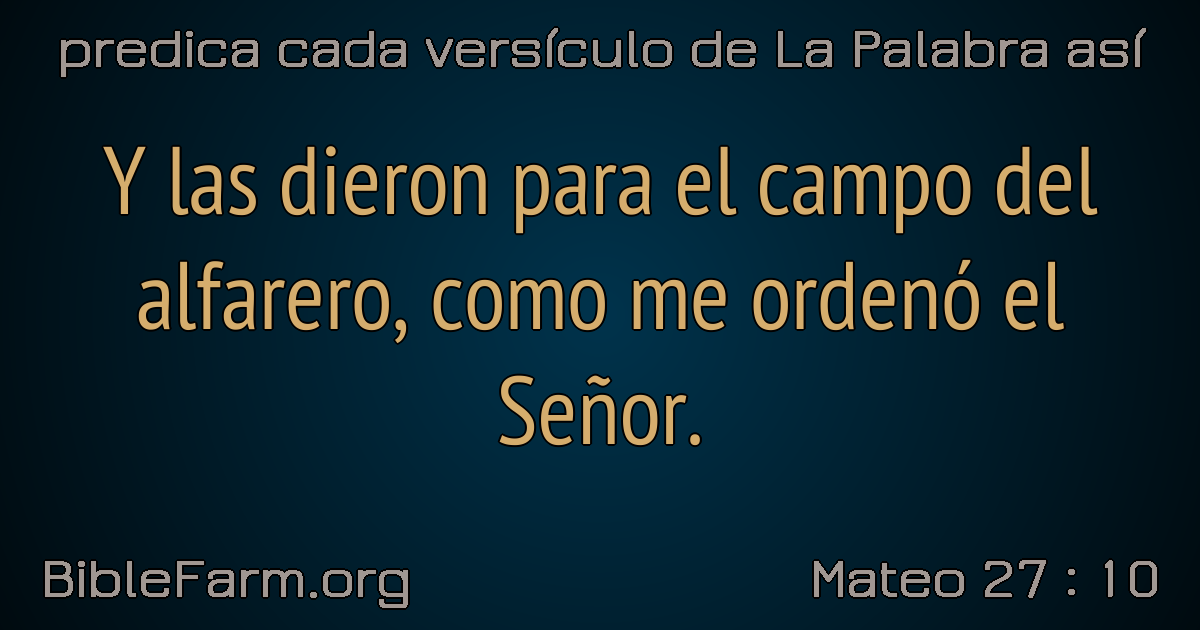 predica cada versículo de La Palabra así
Y las dieron para el campo del
alfarero, como me ordenó el
Señor.
BibleFarm.org
Mateo 27 : 10